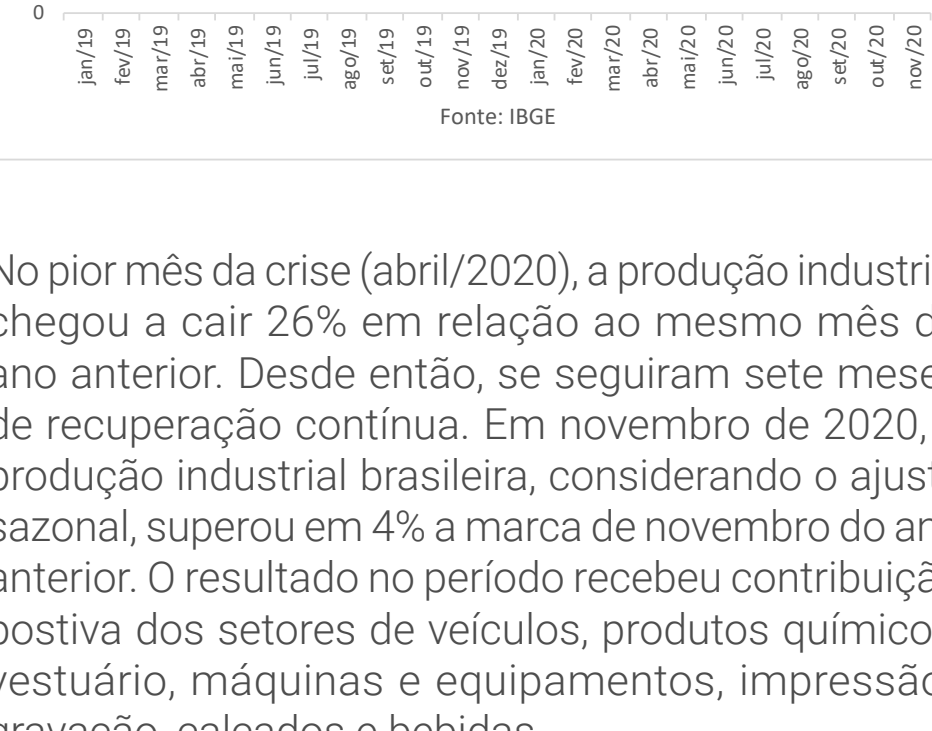 0
jan/19 fev/19 mar/19 abr/19 mai/19 jun/19 jul/19 ago/19 set/19 out/19 nov/19 dez/19 jan/20 fev/20 mar/20 abr/20 mai/20 jun/20 jul/20 ago/20 set/20 out/20 nov/20
Fonte: IBGE
No pior mês da crise (abril/2020), a produção industri
chegou a cair 26% em relação ao mesmo mês d
ano anterior. Desde então, se seguiram sete mese
de recuperação contínua. Em novembro de 2020,
produção industrial brasileira, considerando o ajust
sazonal, superou em 4% a marca de novembro do an
anterior. O resultado no período recebeu contribuiçã
postiva dos setores de veículos, produtos químico
vestuário, máquinas e equipamentos, impressão
gravação, calçados e bebidas